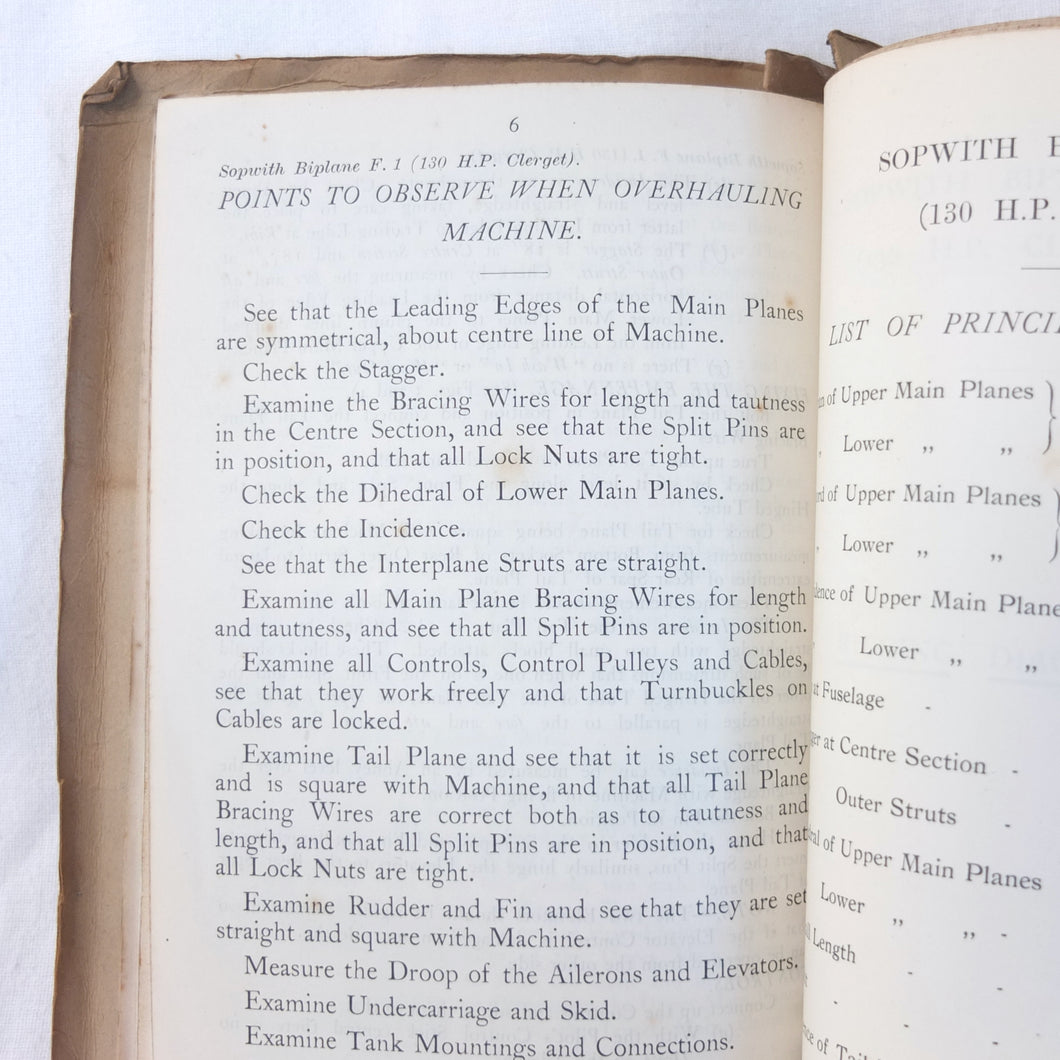 6
Sopwith Biplane F. 1 (130 H.P. Clerget).
POINTS TO OBSERVE WHEN OVERHAULING
MACHINE.
See that the Leading Edges of the Main Planes
are symmetrical, about centre line of Machine.
Check the Stagger.
Examine the Bracing Wires for length and tautness
in the Centre Section, and see that the Split Pins are
in position, and that all Lock Nuts are tight.
Check the Dihedral of Lower Main Planes.
Check the Incidence.
See that the Interplane Struts are straight.
Examine all Main Plane Bracing Wires for length
and tautness, and see that all Split Pins are in position.
Examine all Controls, Control Pulleys and Cables,
see that they work freely and that Turnbuckles on
Cables are locked.
Examine Tail Plane and see that it is set correctly
and is square with Machine, and that all Tail Plane
Bracing Wires are correct both as to tautness and
length, and that all Split Pins are in position, and that
all Lock Nuts are tight.
Examine Rudder and Fin and see that they are set
straight and square with Machine.
Measure the Droop of the Ailerons and Elevators.
Examine Undercarriage and Skid.
Examine Tank Mountings and Connections.
SOPWITH
(130 H.P.
LIST OF
of Upper Main Planes
Lower ,, ,,
of Upper Main Planes
Lower ,, ,,
of Upper Main
Lower ,, ,,
Fuselage -
at Centre Section -
Outer Struts -
of Upper Main Planes
Lower ,, ,, -
Length -
of